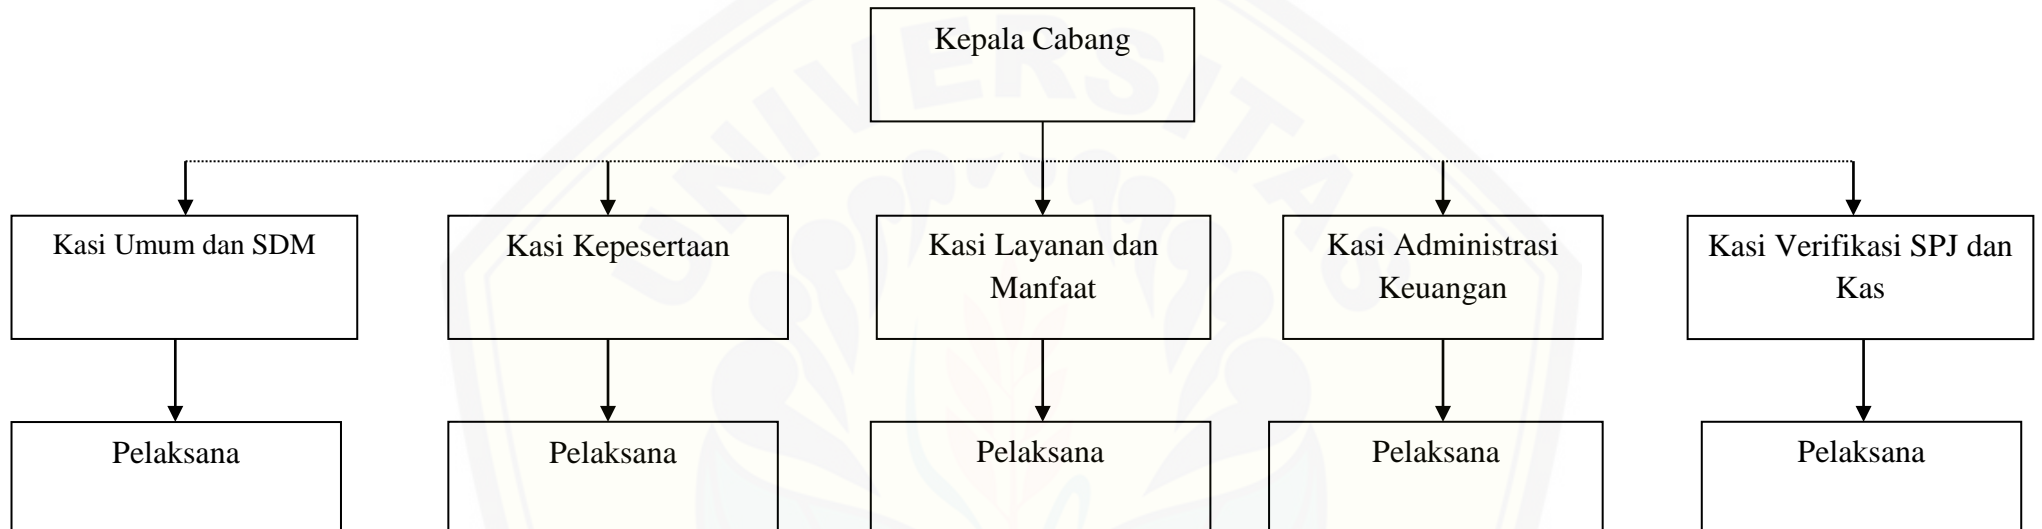 Kepala Cabang
Kasi Umum dan SDM
Kasi Kepesertaan
Kasi Layanan dan
Manfaat
Kasi Administrasi
Keuangan
Kasi Verifikasi SPJ dan
Kas
Pelaksana
Pelaksana
Pelaksana
Pelaksana
Pelaksana
UNIVERSITAS